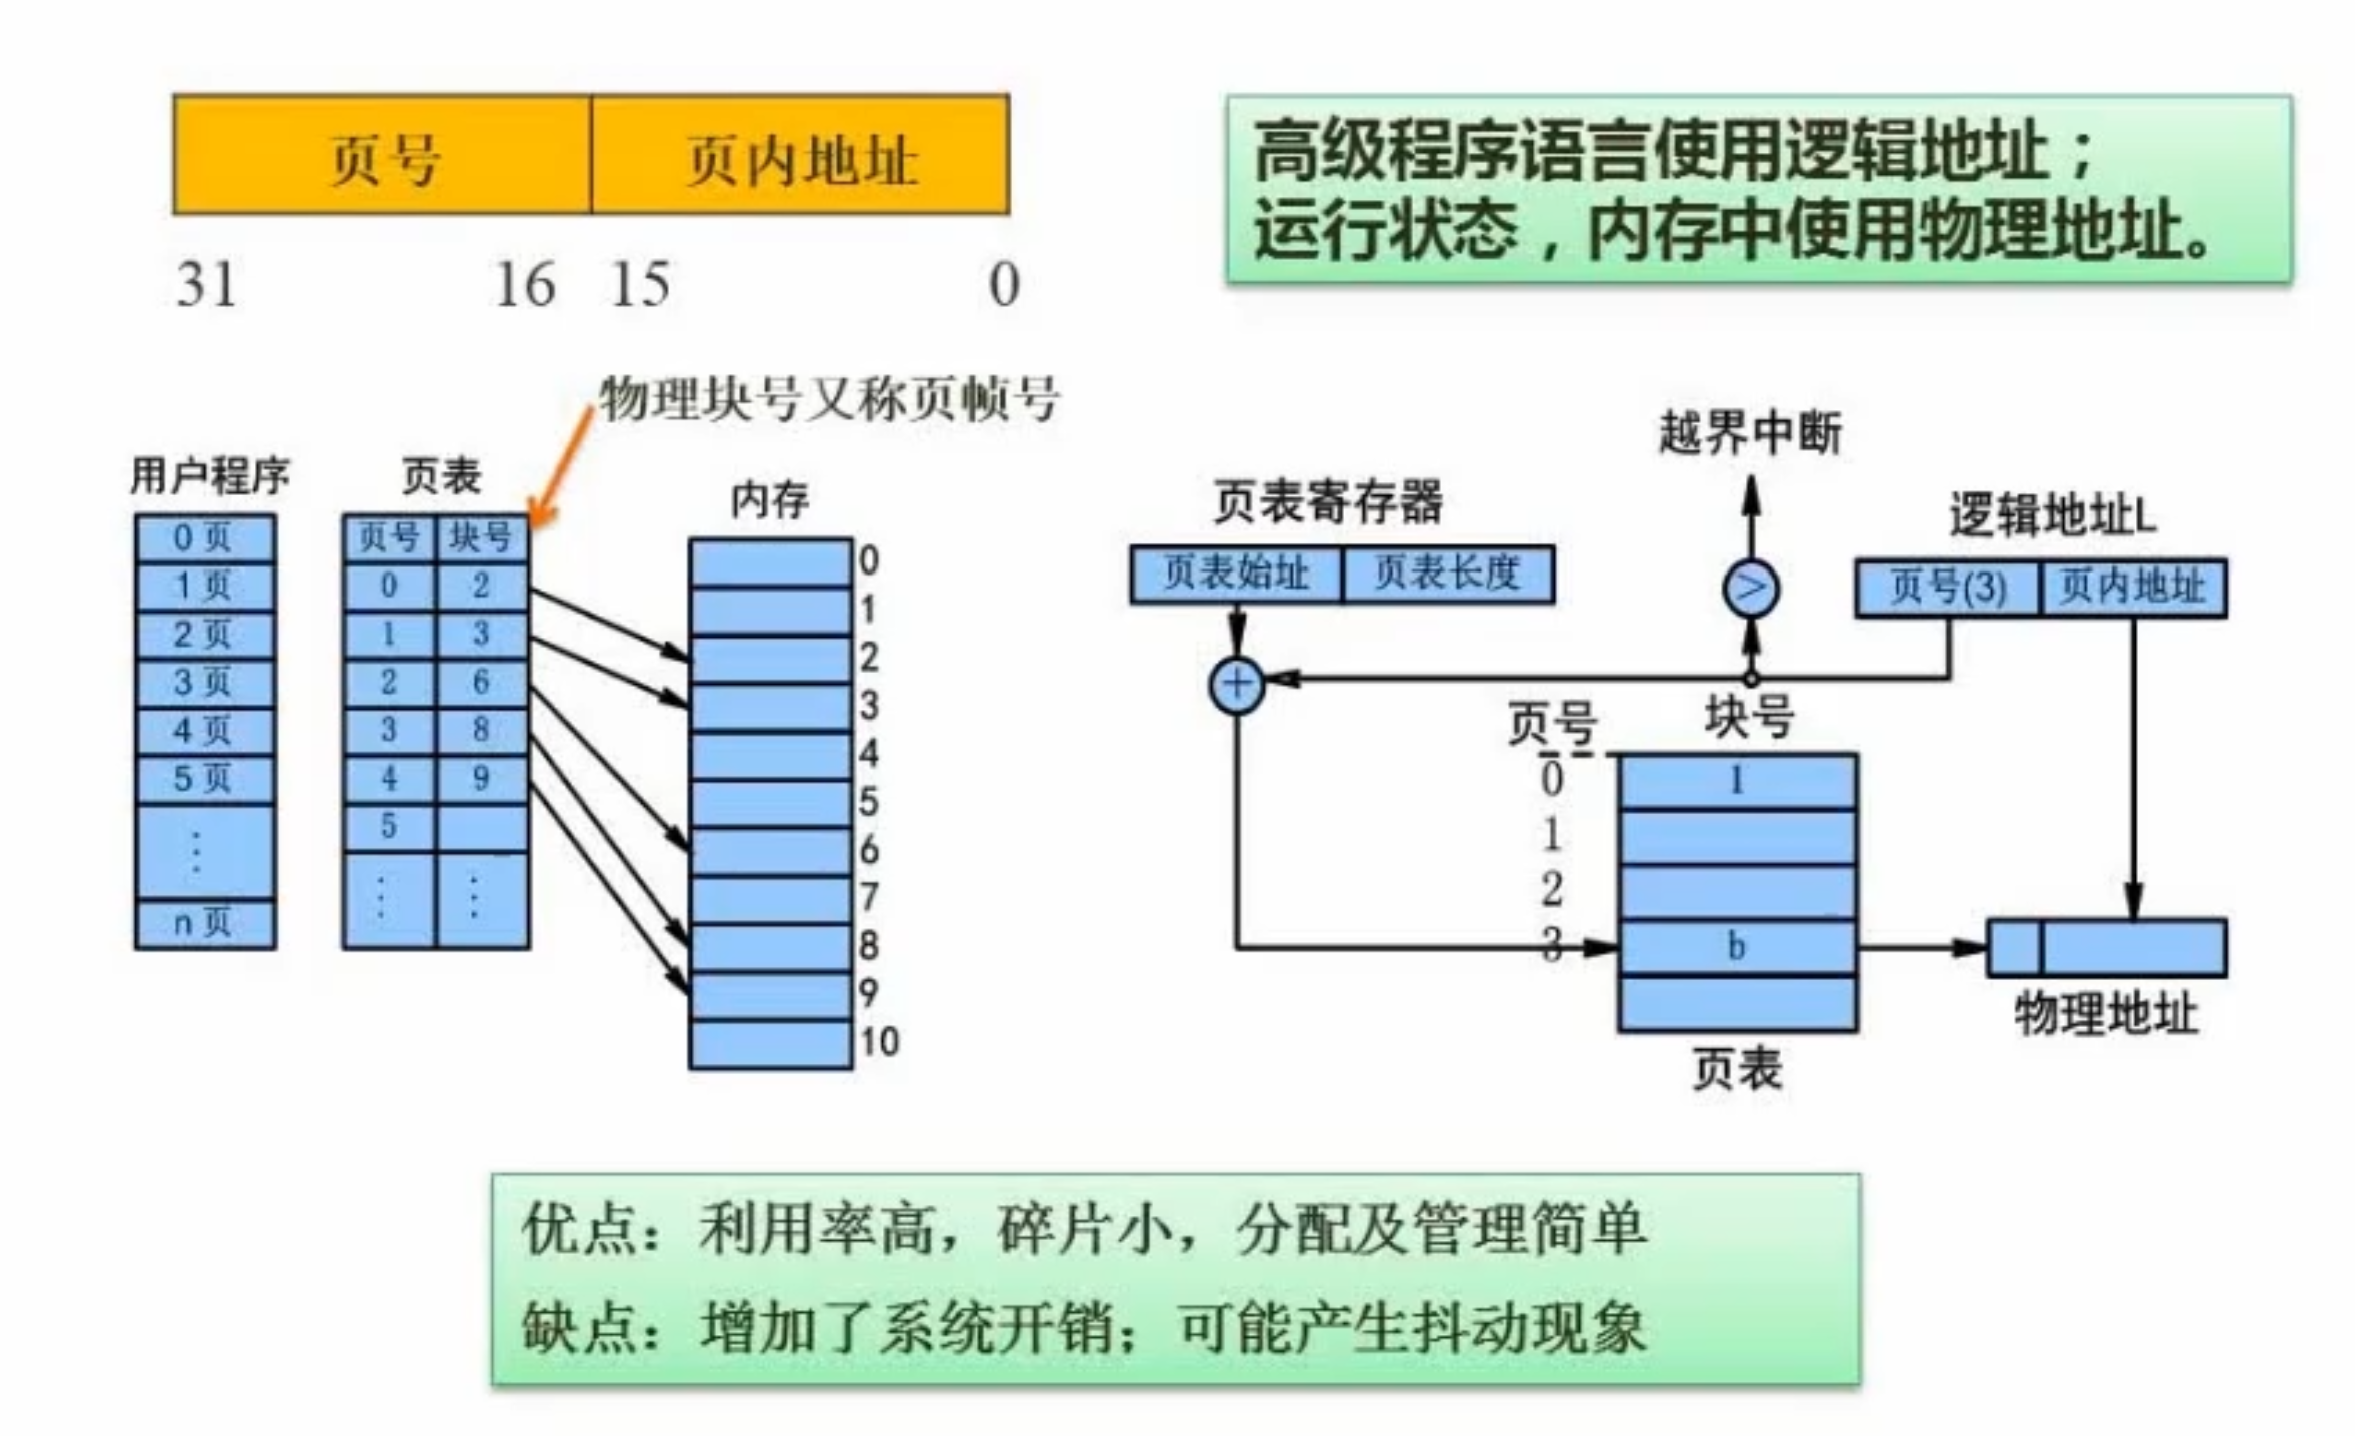 页号 页内地址
31 16 15 0
高级程序语言使用逻辑地址；
运行状态，内存中使用物理地址。
物理块号又称页帧号
用户程序
0 页
1 页
2 页
3 页
4 页
5 页
⋮
n 页
页表
页号 块号
0 2
1 3
2 6
3 8
4 9
5
⋮ ⋮
内存
0
1
2
3
4
5
6
7
8
9
10
越界中断
页表寄存器
页表始址 页表长度
>
逻辑地址L
页号(3) 页内地址
+
页号 块号
0 1
1
2
3 b
页表
物理地址
优点：利用率高，碎片小，分配及管理简单
缺点：增加了系统开销；可能产生抖动现象